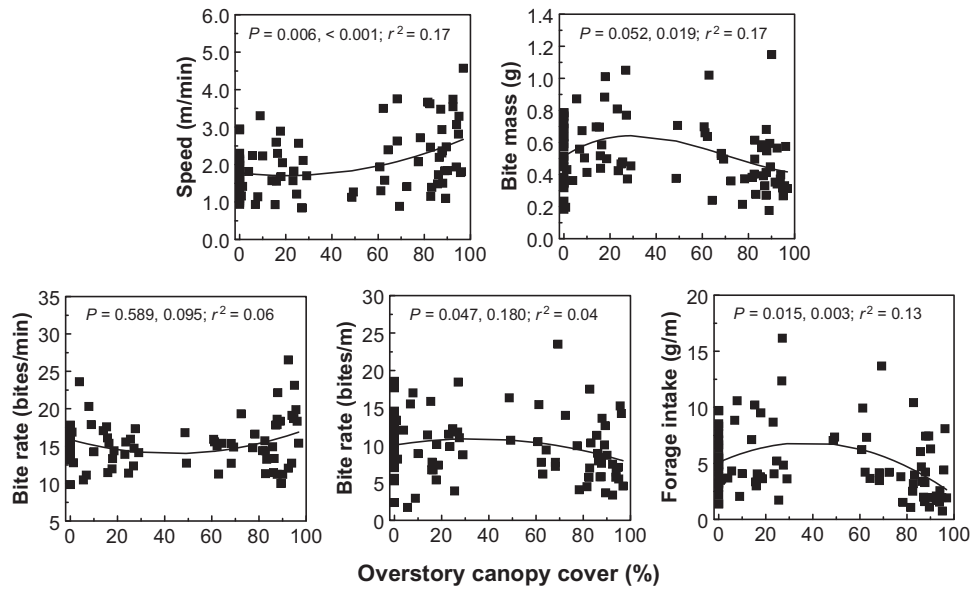 P = 0.006, < 0.001; r² = 0.17
Speed (m/min)
6.0
5.0
4.0
3.0
2.0
1.0
0.0
0 20 40 60 80 100
P = 0.052, 0.019; r² = 0.17
Bite mass (g)
1.4
1.2
1.0
0.8
0.6
0.4
0.2
0.0
0 20 40 60 80 100
P = 0.589, 0.095; r² = 0.06
Bite rate (bites/min)
35
30
25
20
15
10
5
0 20 40 60 80 100
P = 0.047, 0.180; r² = 0.04
Bite rate (bites/m)
30
25
20
15
10
5
0
0 20 40 60 80 100
P = 0.015, 0.003; r² = 0.13
Forage intake (g/m)
20
15
10
5
0
0 20 40 60 80 100
Overstory canopy cover (%)